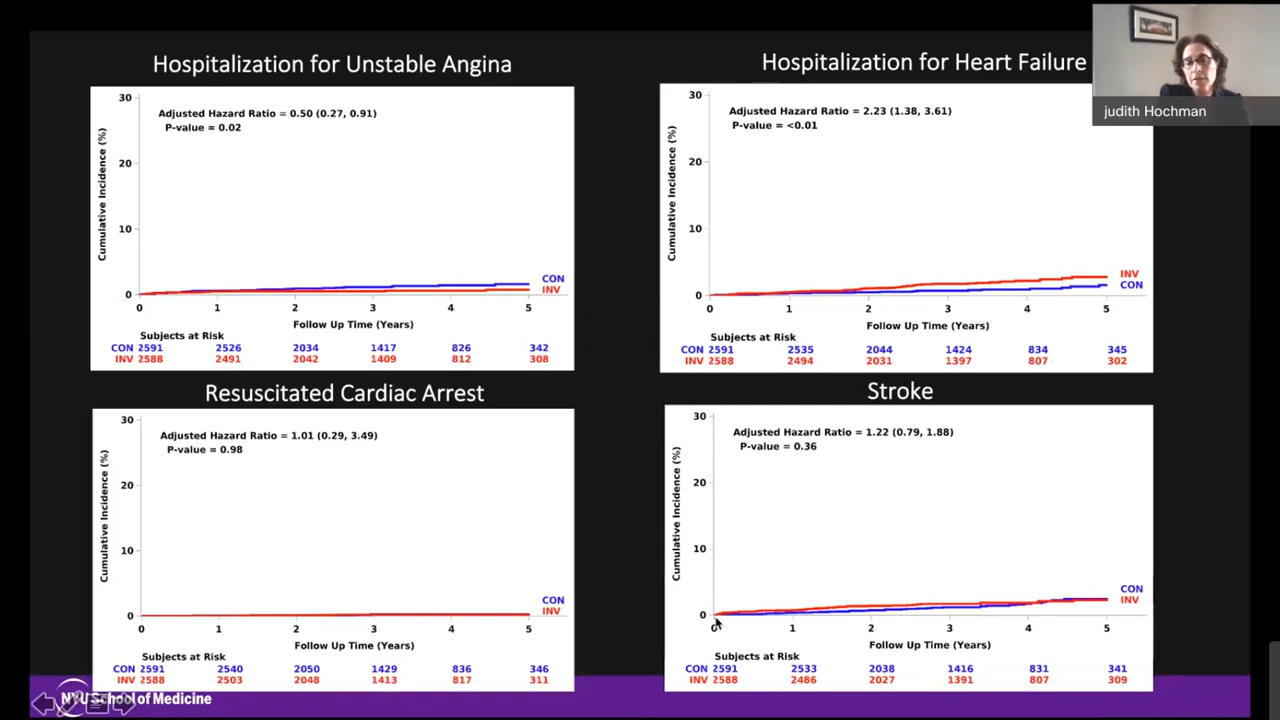 Hospitalization for Unstable Angina
30
20
10
0
Cumulative Incidence (%)
Adjusted Hazard Ratio = 0.50 (0.27, 0.91)
P-value = 0.02
CON
INV
0 1 2 3 4 5
Follow Up Time (Years)
Subjects at Risk
CON 2591 2526 2034 1417 826 342
INV 2588 2491 2042 1409 812 308
Hospitalization for Heart Failure
30
20
10
0
Cumulative Incidence (%)
Adjusted Hazard Ratio = 2.23 (1.38, 3.61)
P-value = <0.01
INV
CON
0 1 2 3 4 5
Follow Up Time (Years)
Subjects at Risk
CON 2591 2535 2044 1424 834 345
INV 2588 2494 2031 1397 807 302
judith Hochman
Resuscitated Cardiac Arrest
30
20
10
0
Cumulative Incidence (%)
Adjusted Hazard Ratio = 1.01 (0.29, 3.49)
P-value = 0.98
CON
INV
0 1 2 3 4 5
Follow Up Time (Years)
Subjects at Risk
CON 2591 2540 2050 1429 836 346
INV 2588 2503 2048 1413 817 311
Stroke
30
20
10
0
Cumulative Incidence (%)
Adjusted Hazard Ratio = 1.22 (0.79, 1.88)
P-value = 0.36
CON
INV
0 1 2 3 4 5
Follow Up Time (Years)
Subjects at Risk
CON 2591 2533 2038 1416 831 341
INV 2588 2486 2027 1391 807 309
NYU School of Medicine